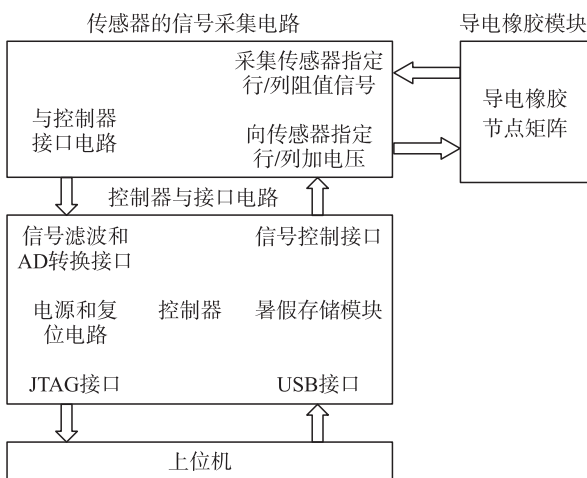 传感器的信号采集电路
导电橡胶模块
采集传感器指定
行/列阻值信号
与控制器
接口电路
向传感器指定
行/列加电压
导电橡胶
节点矩阵
控制器与接口电路
信号滤波和
AD转换接口
信号控制接口
电源和复
位电路
控制器
暑假存储模块
JTAG接口
USB接口
上位机